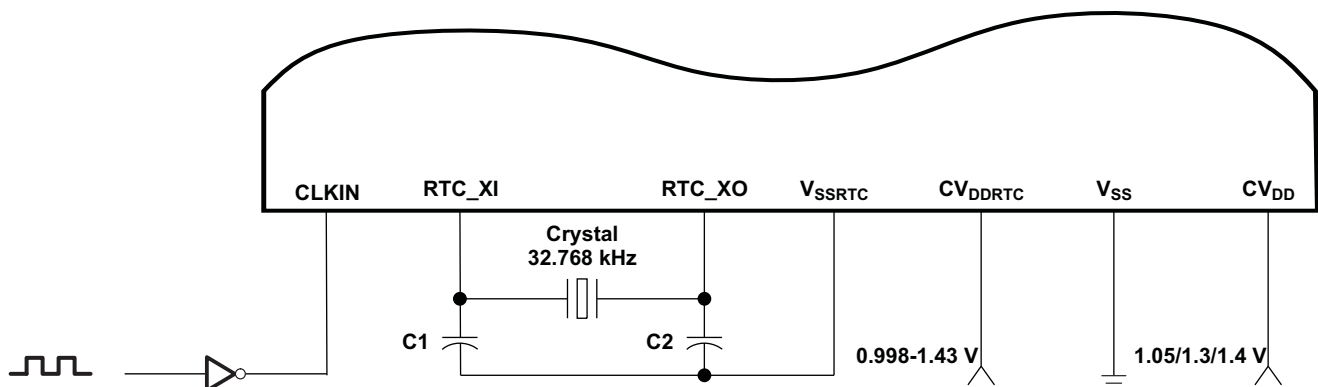 CLKIN
RTC_XI
RTC_XO
VSSRTC
CVDDRTC
VSS
CVDD
Crystal
32.768 kHz
C1
C2
0.998-1.43 V
1.05/1.3/1.4 V